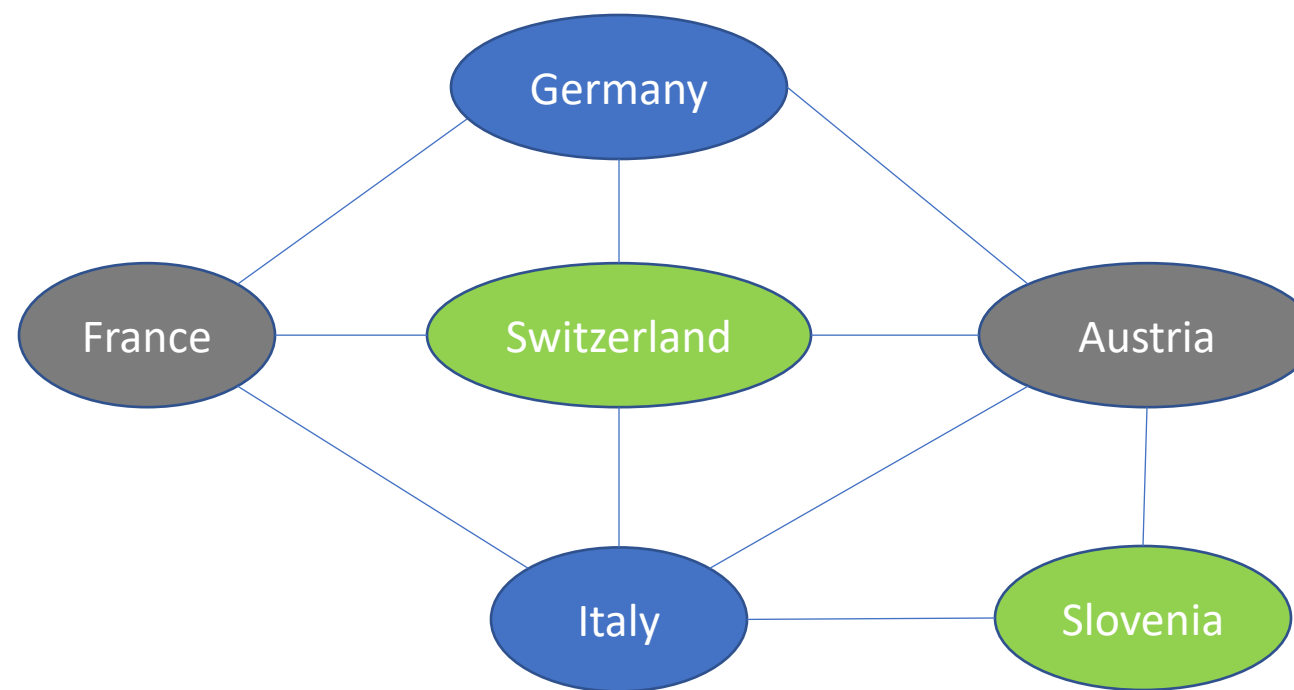 Germany
France
Switzerland
Austria
Italy
Slovenia